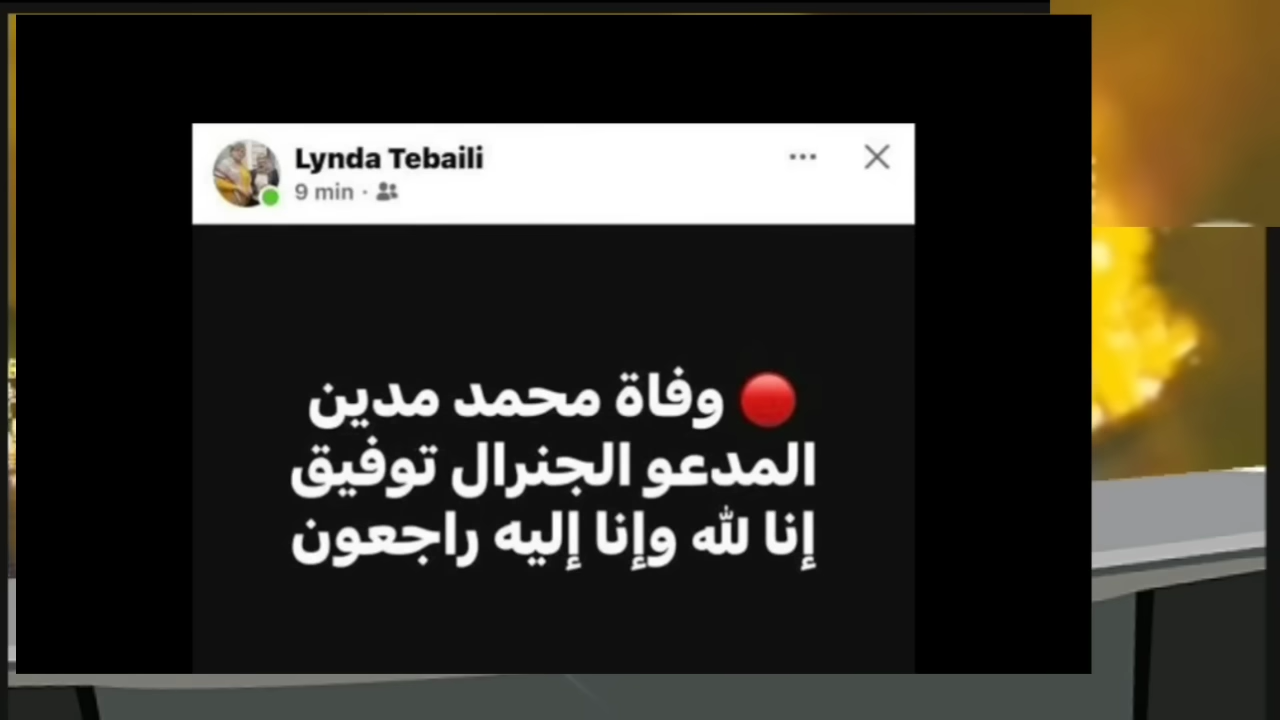 Lynda Tebaili
9 min ·
🔴 وفاة محمد مدين
المدعو الجنرال توفيق
إنا لله وإنا إليه راجعون